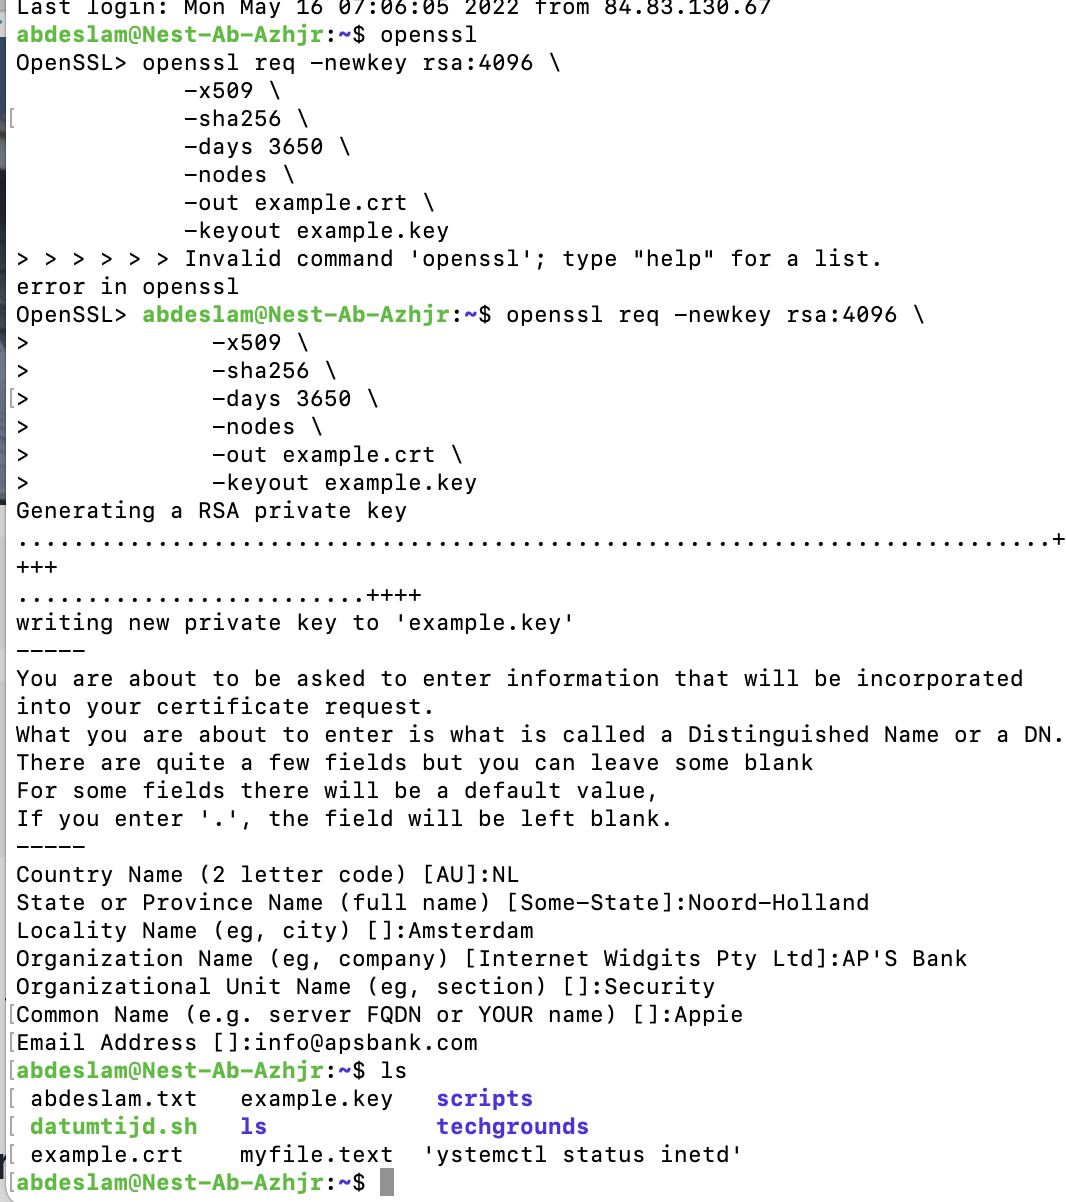 Last login: Mon May 16 07:06:05 2022 from 84.83.130.67
abdeslam@Nest-Ab-Azhjr:~$ openssl
OpenSSL> openssl req -newkey rsa:4096 \
            -x509 \
            -sha256 \
            -days 3650 \
            -nodes \
            -out example.crt \
            -keyout example.key
> > > > > > Invalid command 'openssl'; type "help" for a list.
error in openssl
OpenSSL> abdeslam@Nest-Ab-Azhjr:~$ openssl req -newkey rsa:4096 \
>             -x509 \
>             -sha256 \
>             -days 3650 \
>             -nodes \
>             -out example.crt \
>             -keyout example.key
Generating a RSA private key
..........................................................................+
+++
.........................++++
writing new private key to 'example.key'
-----
You are about to be asked to enter information that will be incorporated
into your certificate request.
What you are about to enter is what is called a Distinguished Name or a DN.
There are quite a few fields but you can leave some blank
For some fields there will be a default value,
If you enter '.', the field will be left blank.
-----
Country Name (2 letter code) [AU]:NL
State or Province Name (full name) [Some-State]:Noord-Holland
Locality Name (eg, city) []:Amsterdam
Organization Name (eg, company) [Internet Widgits Pty Ltd]:AP'S Bank
Organizational Unit Name (eg, section) []:Security
Common Name (e.g. server FQDN or YOUR name) []:Appie
Email Address []:info@apsbank.com
abdeslam@Nest-Ab-Azhjr:~$ ls
 abdeslam.txt   example.key   scripts
 datumtijd.sh   ls            techgrounds
 example.crt    myfile.text  'ystemctl status inetd'
abdeslam@Nest-Ab-Azhjr:~$